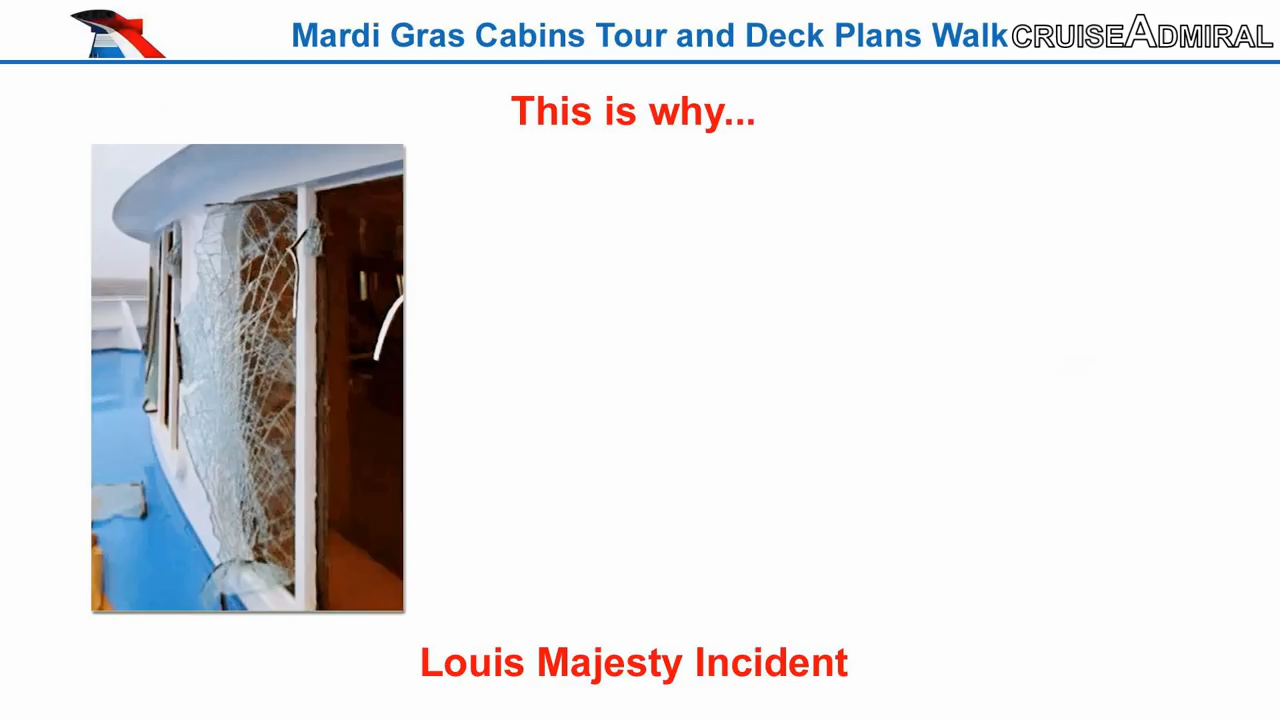 Mardi Gras Cabins Tour and Deck Plans Walk
CRUISEADMIRAL
This is why...
Louis Majesty Incident